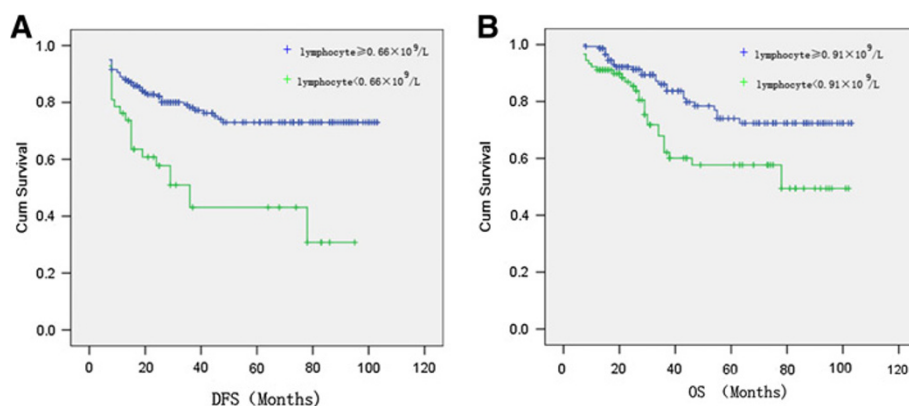 A
lymphocyte≥0.66×10⁹/L
lymphocyte<0.66×10⁹/L
Cum Survival
1.0
0.8
0.6
0.4
0.2
0.0
0 20 40 60 80 100 120
DFS (Months)
B
lymphocyte≥0.91×10⁹/L
lymphocyte<0.91×10⁹/L
Cum Survival
1.0
0.8
0.6
0.4
0.2
0.0
0 20 40 60 80 100 120
OS (Months)